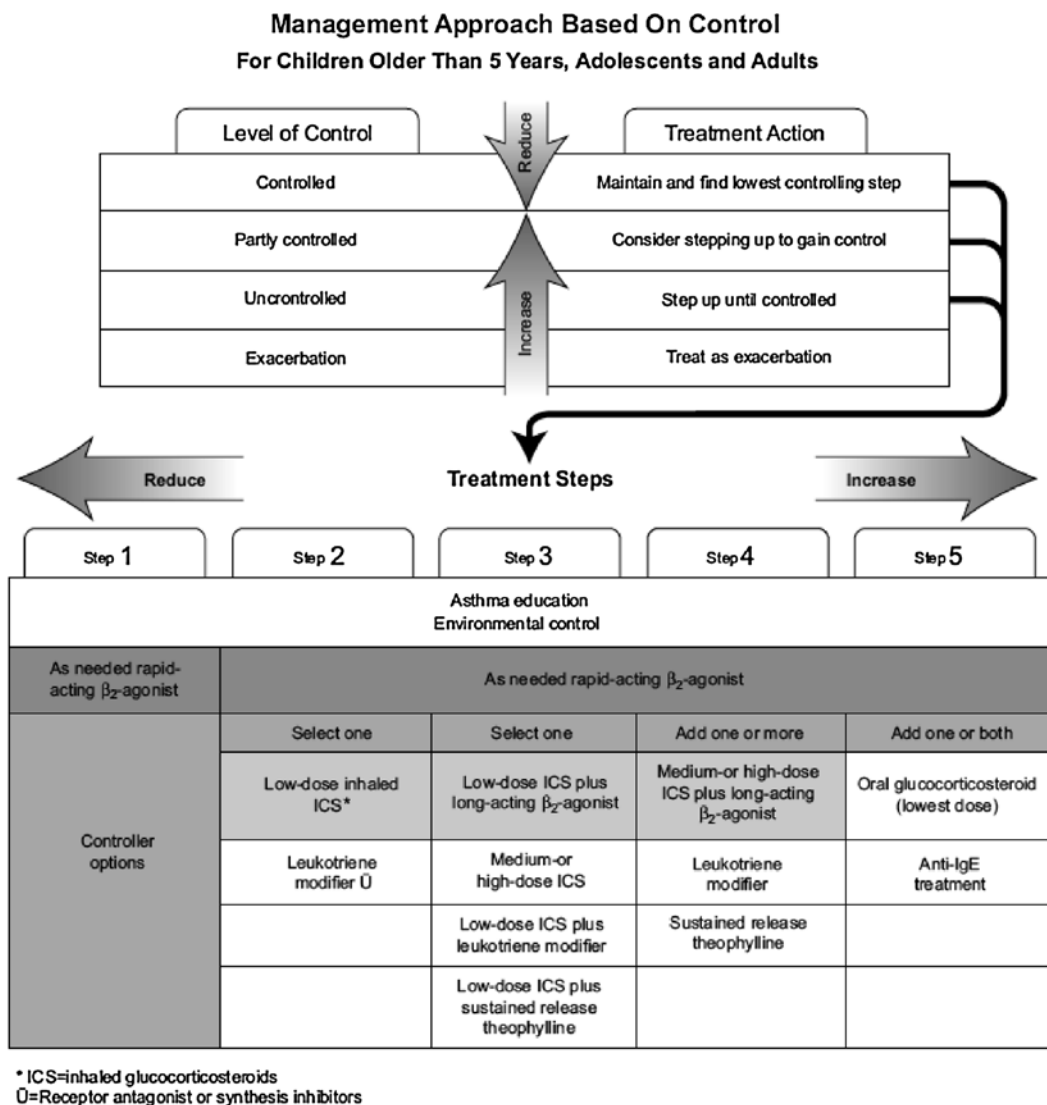 Management Approach Based On Control
For Children Older Than 5 Years, Adolescents and Adults
Level of Control
Reduce
Treatment Action
Controlled
Maintain and find lowest controlling step
Partly controlled
Consider stepping up to gain control
Uncrontrolled
Increase
Step up until controlled
Exacerbation
Treat as exacerbation
Reduce
Treatment Steps
Increase
Step 1
Step 2
Step 3
Step 4
Step 5
Asthma education
Environmental control
As needed rapid-
acting β₂-agonist
As needed rapid-acting β₂-agonist
Controller
options
Select one
Select one
Add one or more
Add one or both
Low-dose inhaled
ICS*
Low-dose ICS plus
long-acting β₂-agonist
Medium-or high-dose
ICS plus long-acting
β₂-agonist
Oral glucocorticosteroid
(lowest dose)
Leukotriene
modifier Ü
Medium-or
high-dose ICS
Leukotriene
modifier
Anti-IgE
treatment
Low-dose ICS plus
leukotriene modifier
Sustained release
theophylline
Low-dose ICS plus
sustained release
theophylline
* ICS=inhaled glucocorticosteroids
Ü=Receptor antagonist or synthesis inhibitors